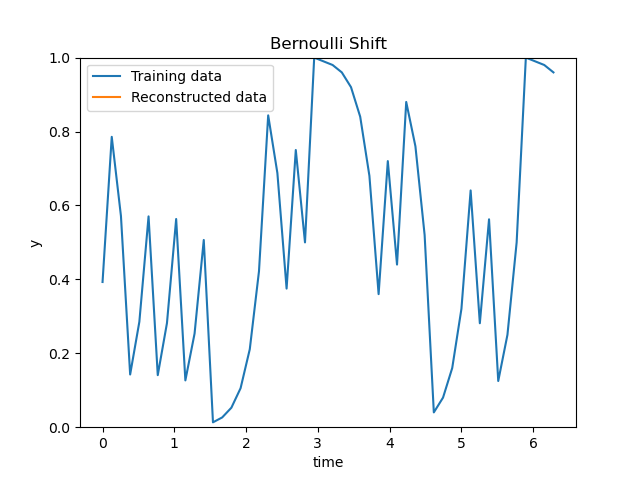 Bernoulli Shift
Training data
Reconstructed data
1.0
0.8
0.6
0.4
0.2
0.0
y
0 1 2 3 4 5 6
time